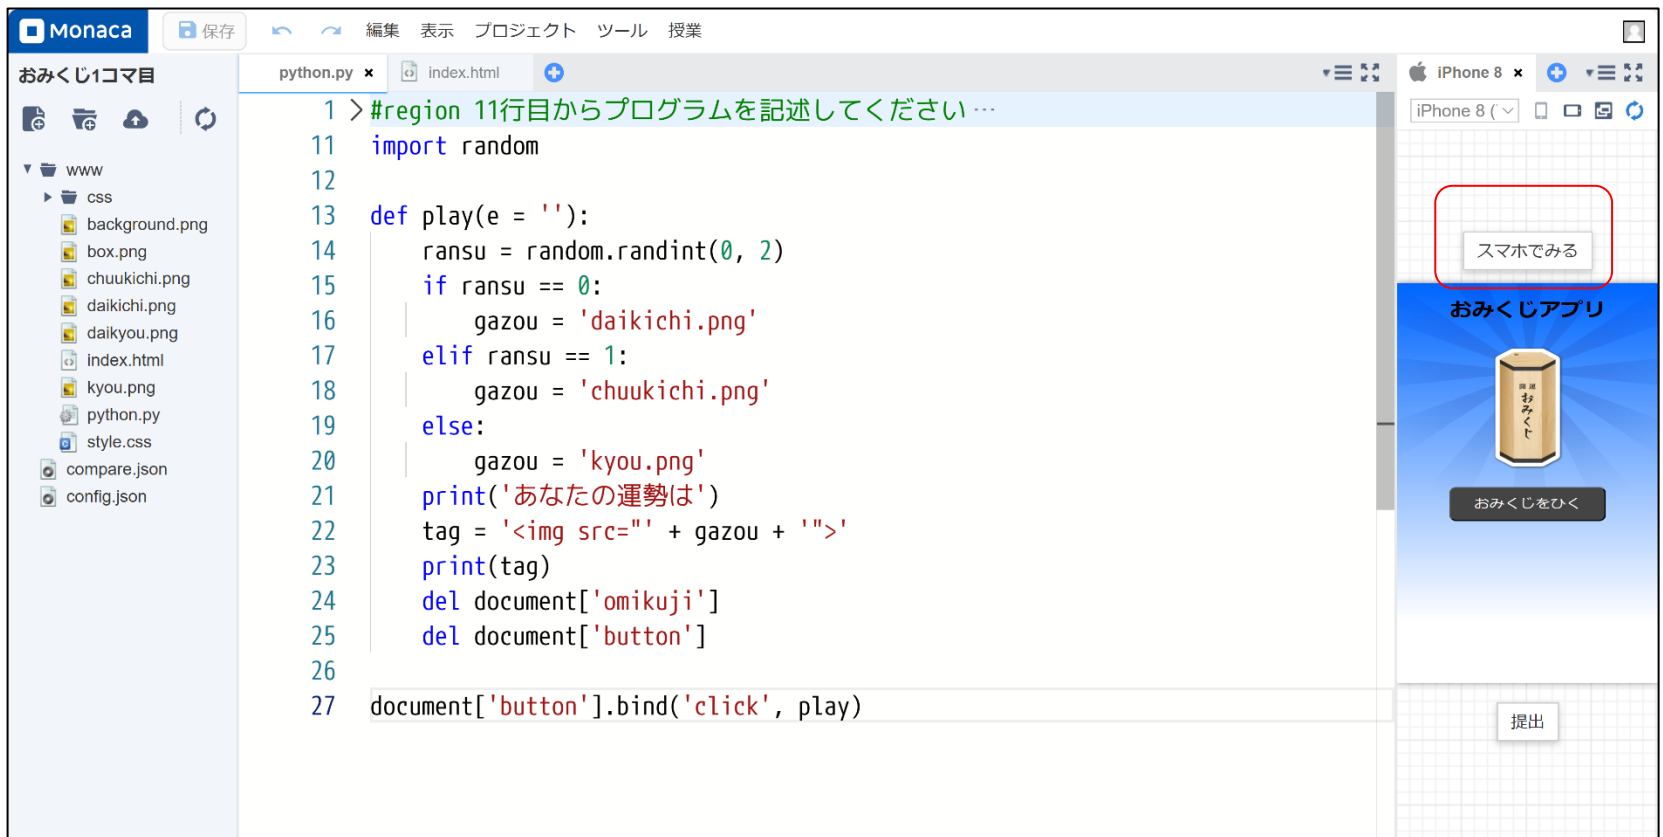 Monaca
保存
編集 表示 プロジェクト ツール 授業
おみくじ1コマ目
www
css
background.png
box.png
chuukichi.png
daikichi.png
daikyou.png
index.html
kyou.png
python.py
style.css
compare.json
config.json
python.py × index.html
1 #region 11行目からプログラムを記述してください…
11 import random
12
13 def play(e = ''):
14 ransu = random.randint(0, 2)
15 if ransu == 0:
16 gazou = 'daikichi.png'
17 elif ransu == 1:
18 gazou = 'chuukichi.png'
19 else:
20 gazou = 'kyou.png'
21 print('あなたの運勢は')
22 tag = '<img src="' + gazou + '">'
23 print(tag)
24 del document['omikuji']
25 del document['button']
26
27 document['button'].bind('click', play)
iPhone 8 ×
iPhone 8 (
スマホでみる
おみくじアプリ
開運
おみくじ
おみくじをひく
提出